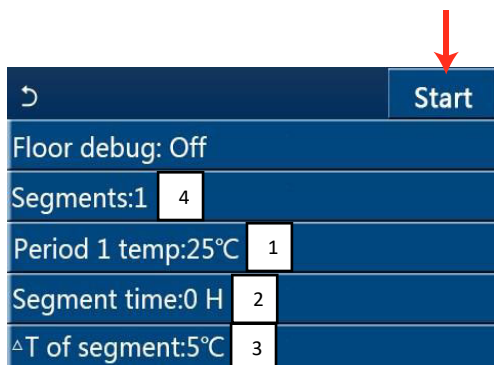 Start
Floor debug: Off
Segments:1 4
Period 1 temp:25℃ 1
Segment time:0 H 2
△T of segment:5℃ 3